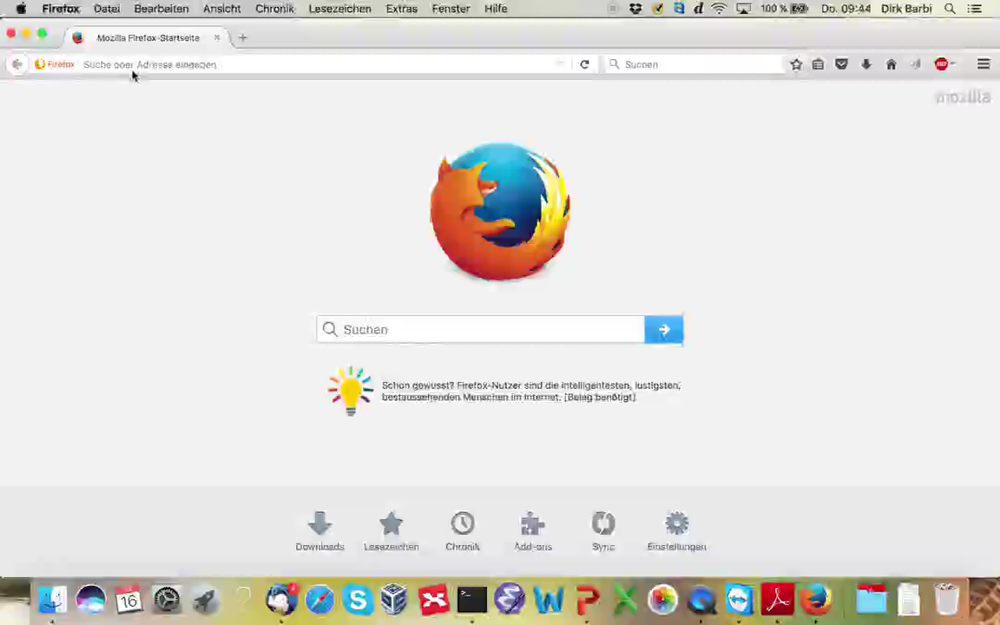 Firefox Datei Bearbeiten Ansicht Chronik Lesezeichen Extras Fenster Hilfe 100 % Do. 09:44 Dirk Barbi
Mozilla Firefox-Startseite
Firefox Suche oder Adresse eingeben Suchen
mozilla
Suchen
Schon gewusst? Firefox-Nutzer sind die intelligentesten, lustigsten,
bestaussehenden Menschen im Internet. [Beleg benötigt]
Downloads Lesezeichen Chronik Add-ons Sync Einstellungen
16